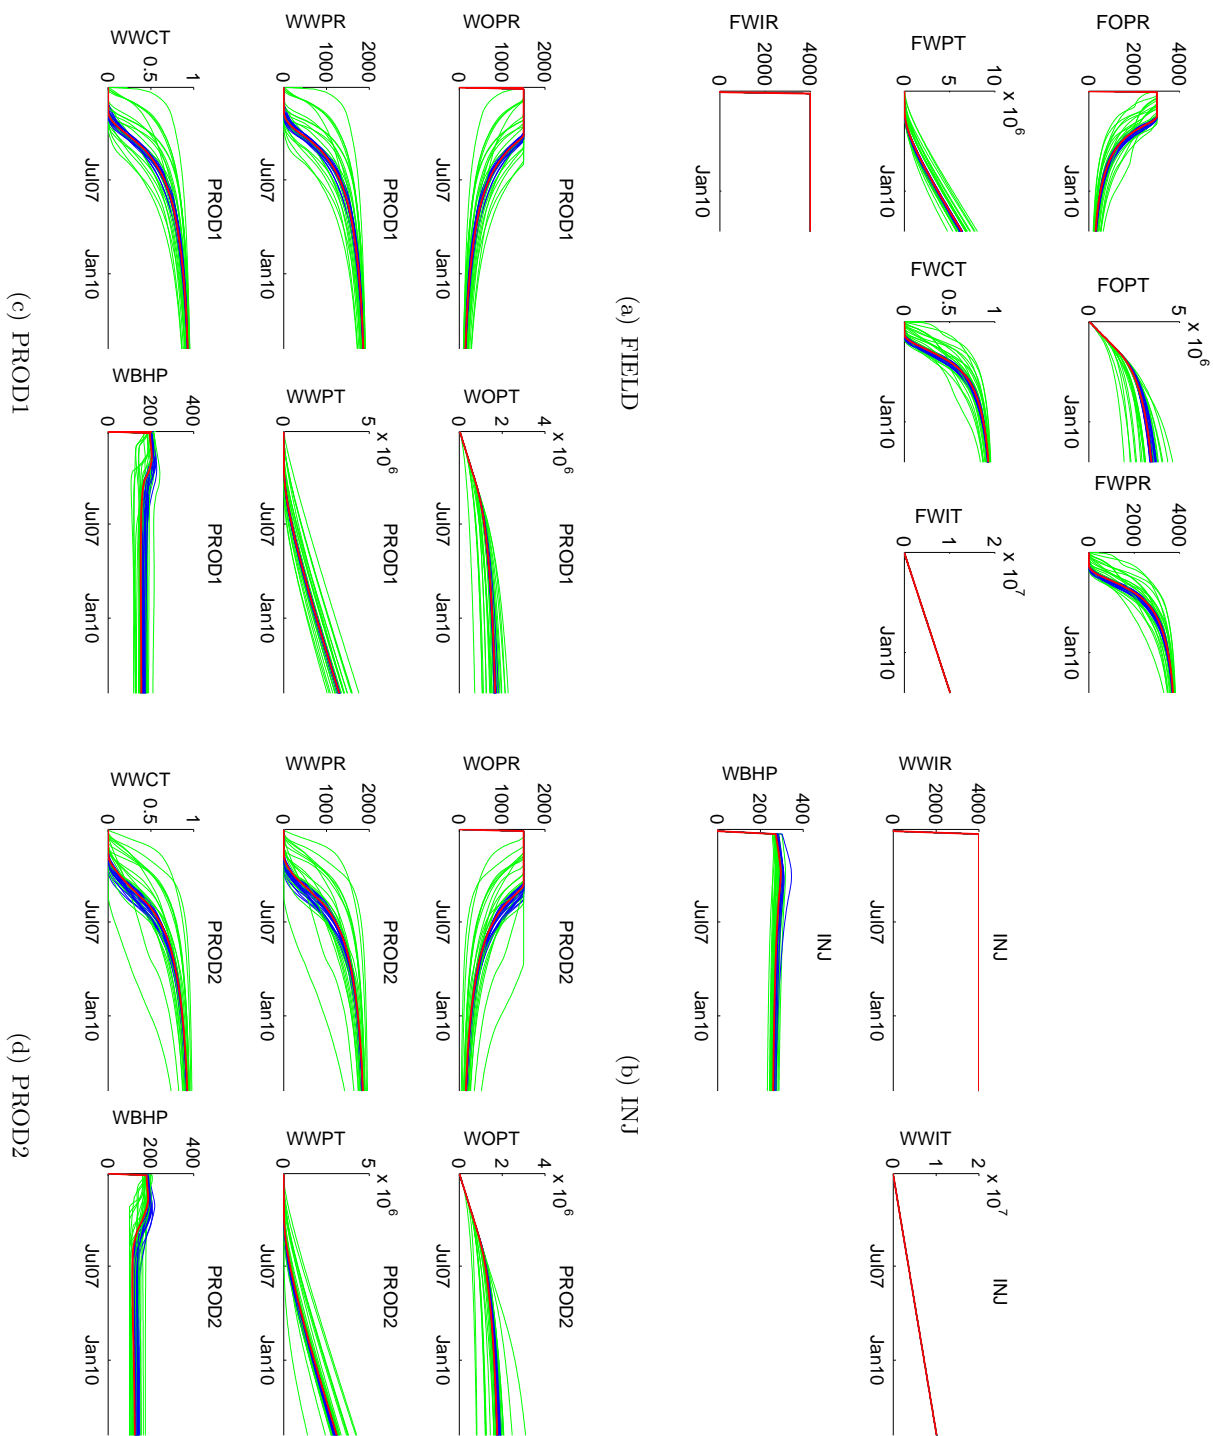 FOPR
4000
2000
0
FOPT
5
x 10^6
0
Jan10
FWPR
4000
2000
0
Jan10
FWPT
10
x 10^6
5
0
FWCT
1
0.5
0
Jan10
FWIT
2
x 10^7
1
0
Jan10
FWIR
4000
2000
0
Jan10
(a) FIELD
INJ
WWIR
4000
2000
0
Jul07
Jan10
INJ
WWIT
2
x 10^7
1
0
Jul07
Jan10
INJ
WBHP
400
200
0
Jul07
Jan10
(b) INJ
PROD1
WOPR
2000
1000
0
Jul07
Jan10
PROD1
WOPT
4
x 10^6
2
0
Jul07
Jan10
PROD1
WWPR
2000
1000
0
Jul07
Jan10
PROD1
WWPT
5
x 10^6
0
Jul07
Jan10
PROD1
WWCT
1
0.5
0
Jul07
Jan10
PROD1
WBHP
400
200
0
Jul07
Jan10
(c) PROD1
PROD2
WOPR
2000
1000
0
Jul07
Jan10
PROD2
WOPT
4
x 10^6
2
0
Jul07
Jan10
PROD2
WWPR
2000
1000
0
Jul07
Jan10
PROD2
WWPT
5
x 10^6
0
Jul07
Jan10
PROD2
WWCT
1
0.5
0
Jul07
Jan10
PROD2
WBHP
400
200
0
Jul07
Jan10
(d) PROD2